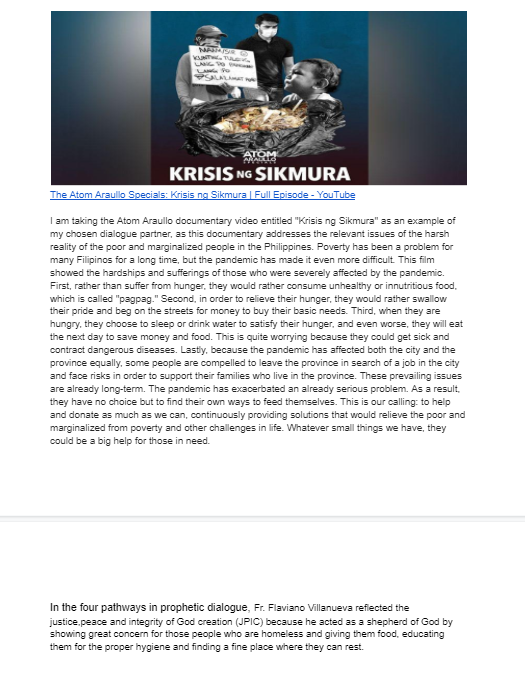 ATOM
ARAULLO
KRISIS NG SIKMURA
The Atom Araullo Specials: Krisis ng Sikmura | Full Episode - YouTube
I am taking the Atom Araullo documentary video entitled "Krisis ng Sikmura" as an example of
my chosen dialogue partner, as this documentary addresses the relevant issues of the harsh
reality of the poor and marginalized people in the Philippines. Poverty has been a problem for
many Filipinos for a long time, but the pandemic has made it even more difficult. This film
showed the hardships and sufferings of those who were severely affected by the pandemic.
First, rather than suffer from hunger, they would rather consume unhealthy or innutritious food,
which is called "pagpag." Second, in order to relieve their hunger, they would rather swallow
their pride and beg on the streets for money to buy their basic needs. Third, when they are
hungry, they choose to sleep or drink water to satisfy their hunger, and even worse, they will eat
the next day to save money and food. This is quite worrying because they could get sick and
contract dangerous diseases. Lastly, because the pandemic has affected both the city and the
province equally, some people are compelled to leave the province in search of a job in the city
and face risks in order to support their families who live in the province. These prevailing issues
are already long-term. The pandemic has exacerbated an already serious problem. As a result,
they have no choice but to find their own ways to feed themselves. This is our calling: to help
and donate as much as we can, continuously providing solutions that would relieve the poor and
marginalized from poverty and other challenges in life. Whatever small things we have, they
could be a big help for those in need.
In the four pathways in prophetic dialogue, Fr. Flaviano Villanueva reflected the
justice,peace and integrity of God creation (JPIC) because he acted as a shepherd of God by
showing great concern for those people who are homeless and giving them food, educating
them for the proper hygiene and finding a fine place where they can rest.